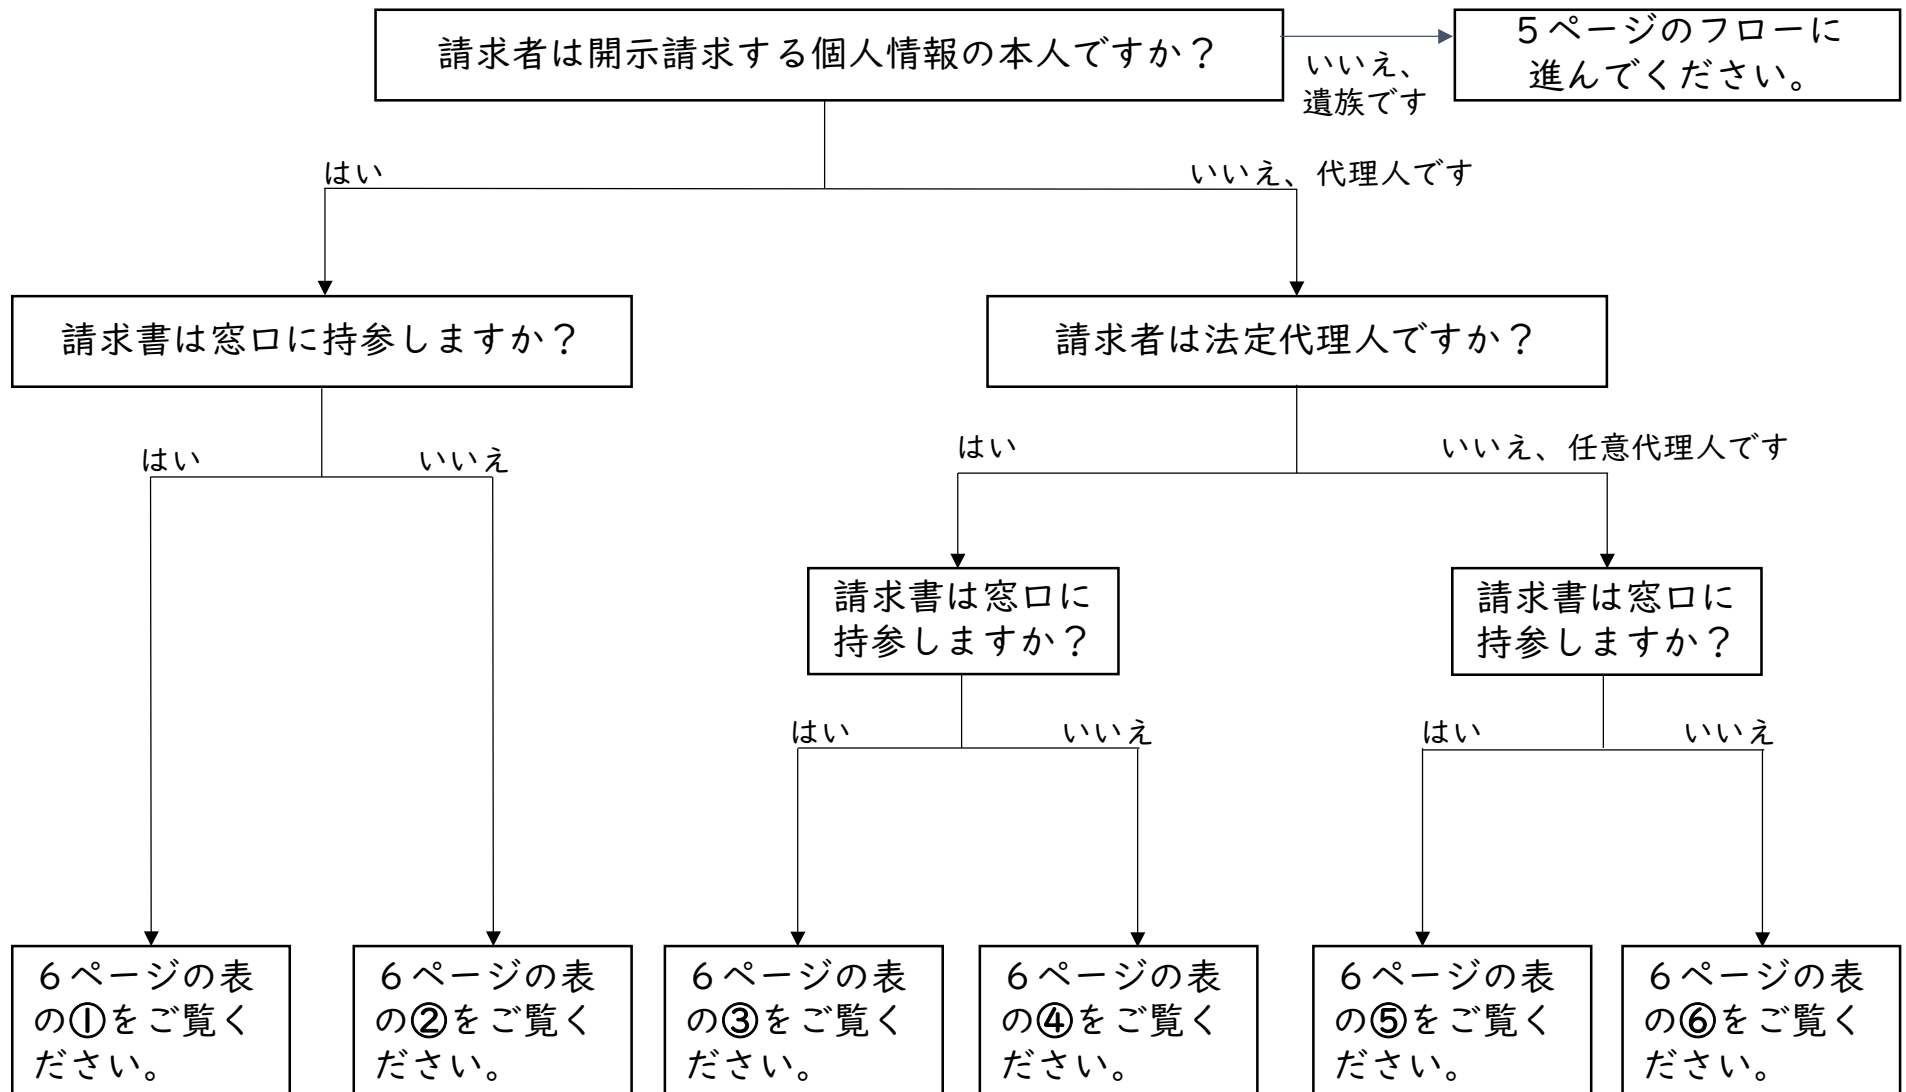 請求者は開示請求する個人情報の本人ですか？
いいえ、
遺族です
５ページのフローに
進んでください。
はい
いいえ、代理人です
請求書は窓口に持参しますか？
請求者は法定代理人ですか？
はい
いいえ
はい
いいえ、任意代理人です
請求書は窓口に
持参しますか？
請求書は窓口に
持参しますか？
はい
いいえ
はい
いいえ
６ページの表
の①をご覧く
ださい。
６ページの表
の②をご覧く
ださい。
６ページの表
の③をご覧く
ださい。
６ページの表
の④をご覧く
ださい。
６ページの表
の⑤をご覧く
ださい。
６ページの表
の⑥をご覧く
ださい。